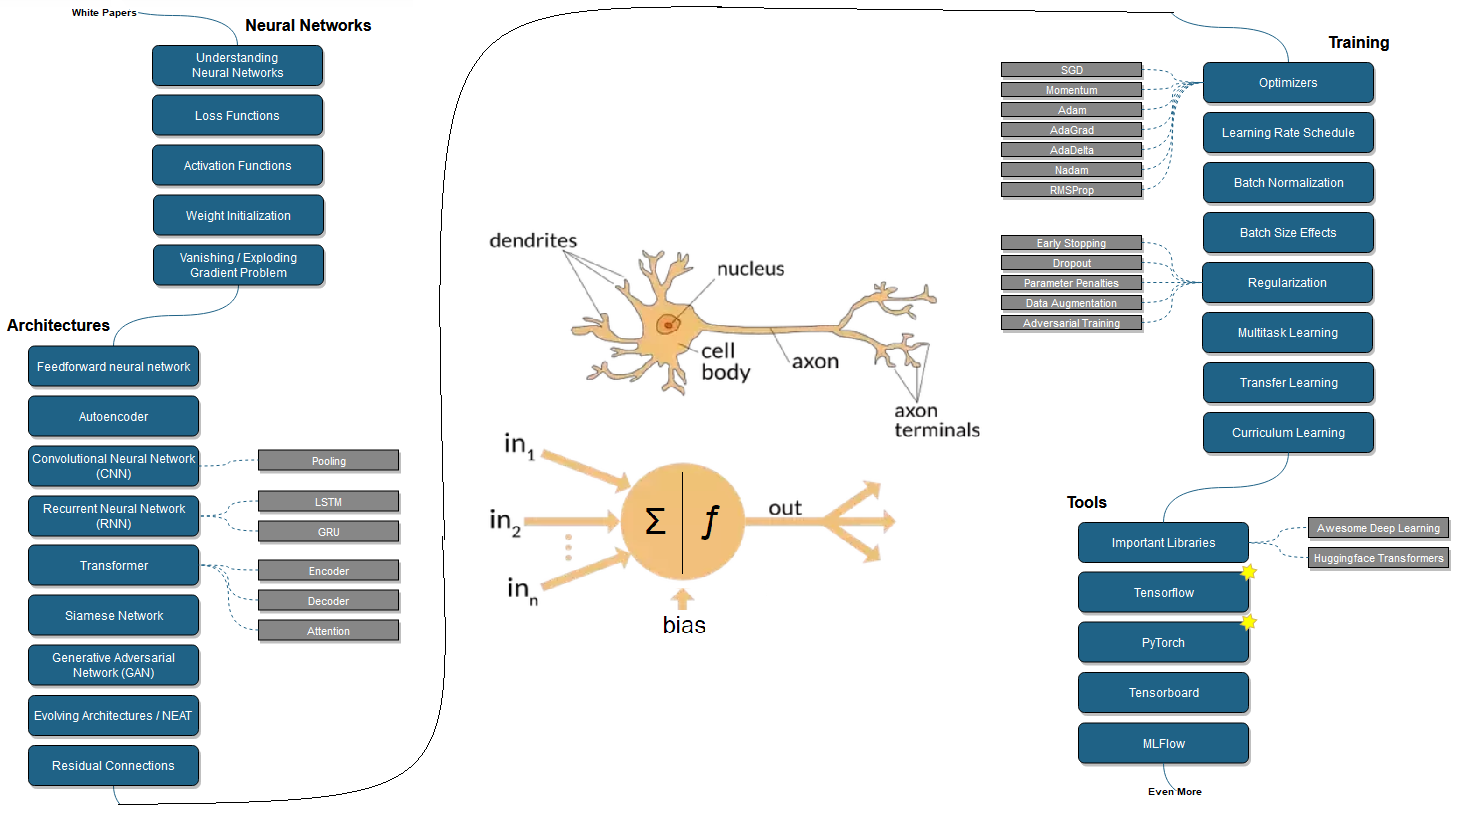 White Papers
Neural Networks
Understanding
Neural Networks
Loss Functions
Activation Functions
Weight Initialization
Vanishing / Exploding
Gradient Problem
Architectures
Feedforward neural network
Autoencoder
Convolutional Neural Network
(CNN)
Pooling
Recurrent Neural Network
(RNN)
LSTM
GRU
Transformer
Encoder
Decoder
Attention
Siamese Network
Generative Adversarial
Network (GAN)
Evolving Architectures / NEAT
Residual Connections
dendrites
nucleus
cell
body
axon
axon
terminals
in1
in2
inn
Σ
f
out
bias
Training
Optimizers
SGD
Momentum
Adam
AdaGrad
AdaDelta
Nadam
RMSProp
Learning Rate Schedule
Batch Normalization
Batch Size Effects
Regularization
Early Stopping
Dropout
Parameter Penalties
Data Augmentation
Adversarial Training
Multitask Learning
Transfer Learning
Curriculum Learning
Tools
Important Libraries
Awesome Deep Learning
Huggingface Transformers
Tensorflow
PyTorch
Tensorboard
MLFlow
Even More